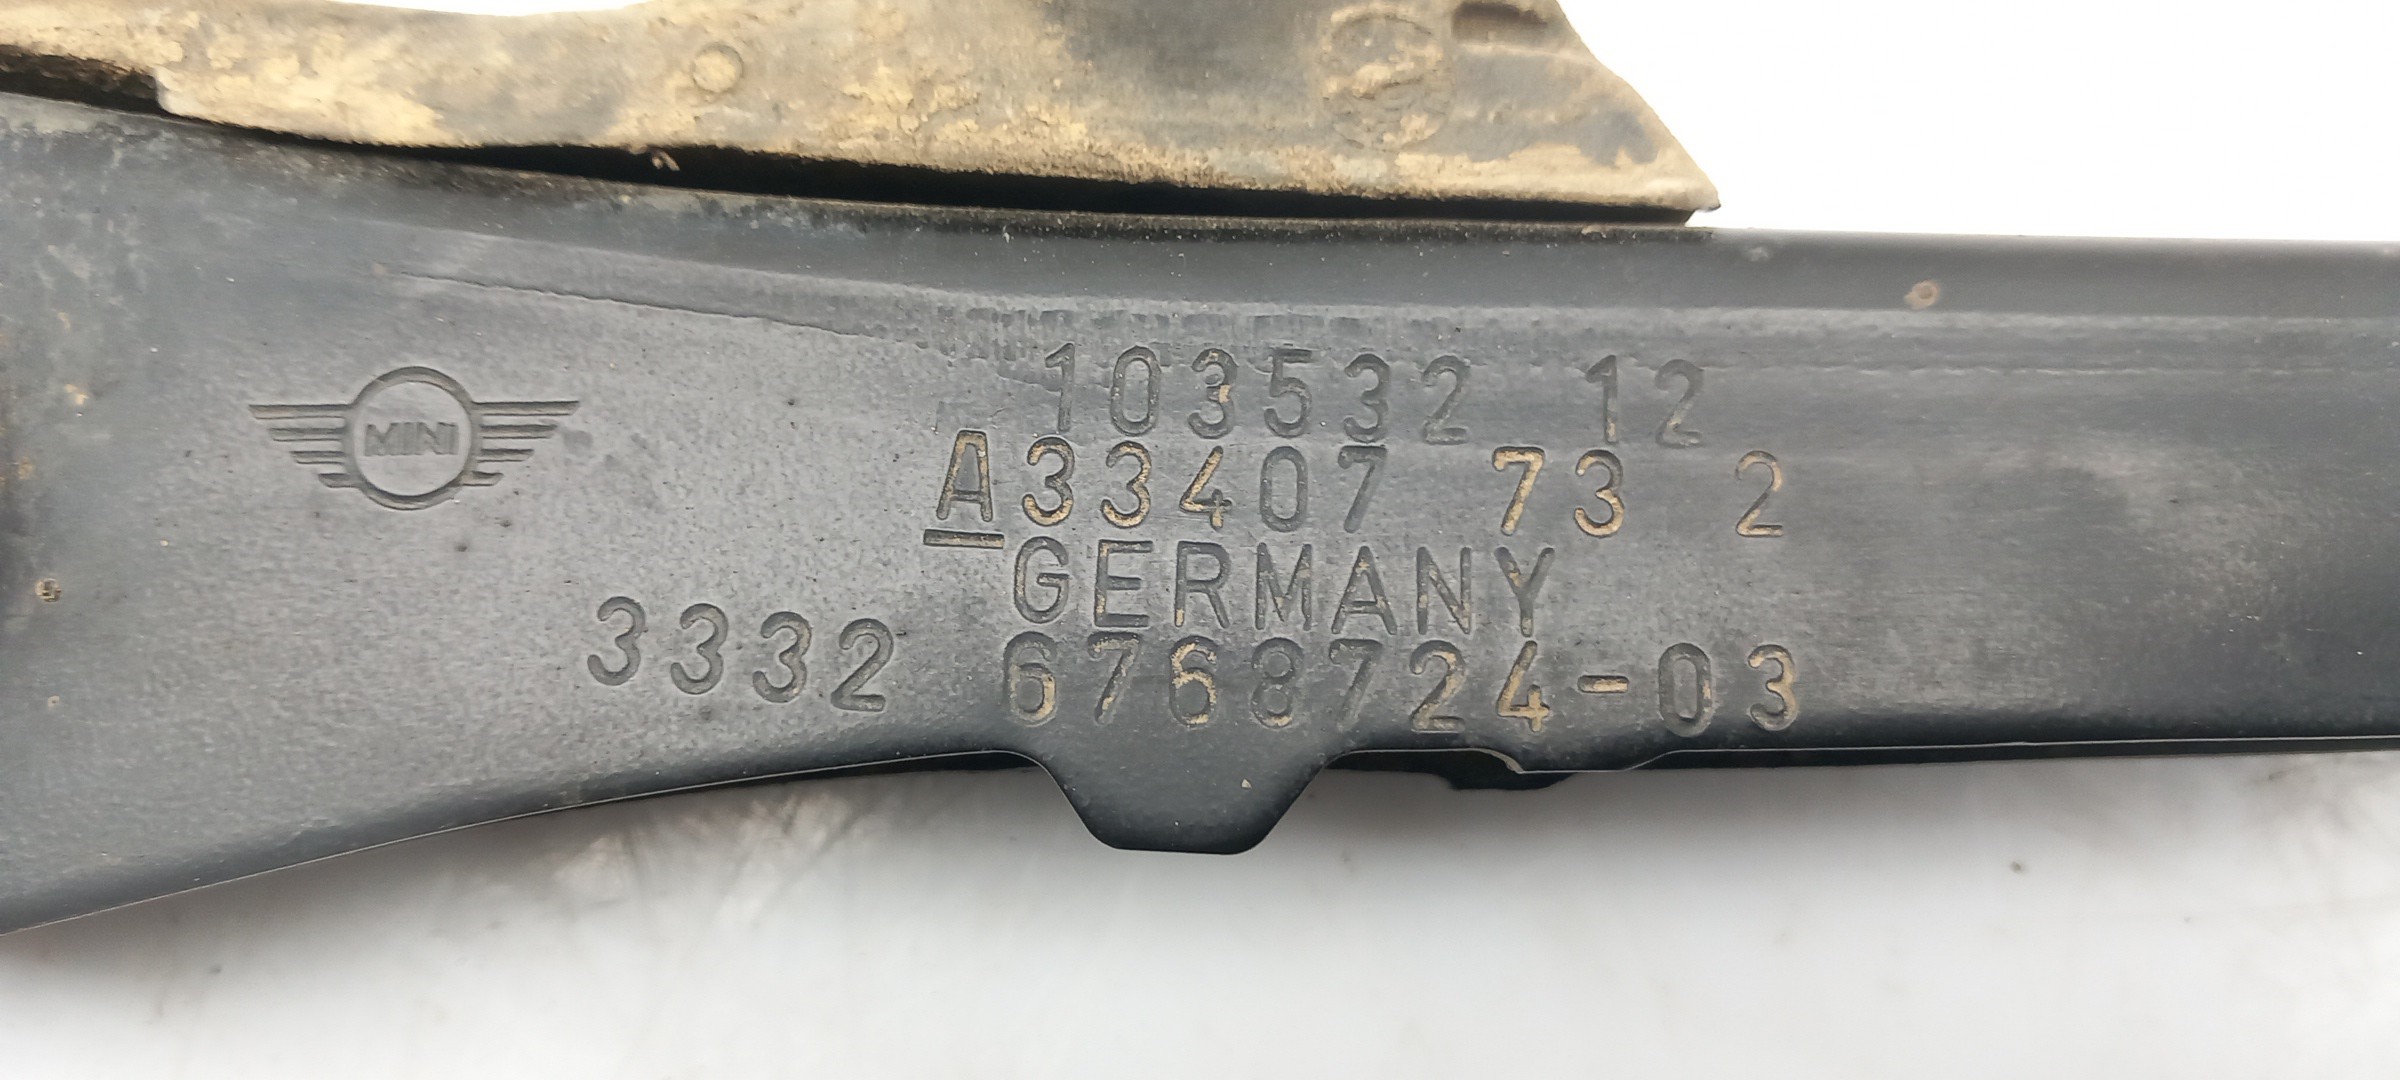 MINI
103532 12
A33407 73 2
GERMANY
3332 6768724-03